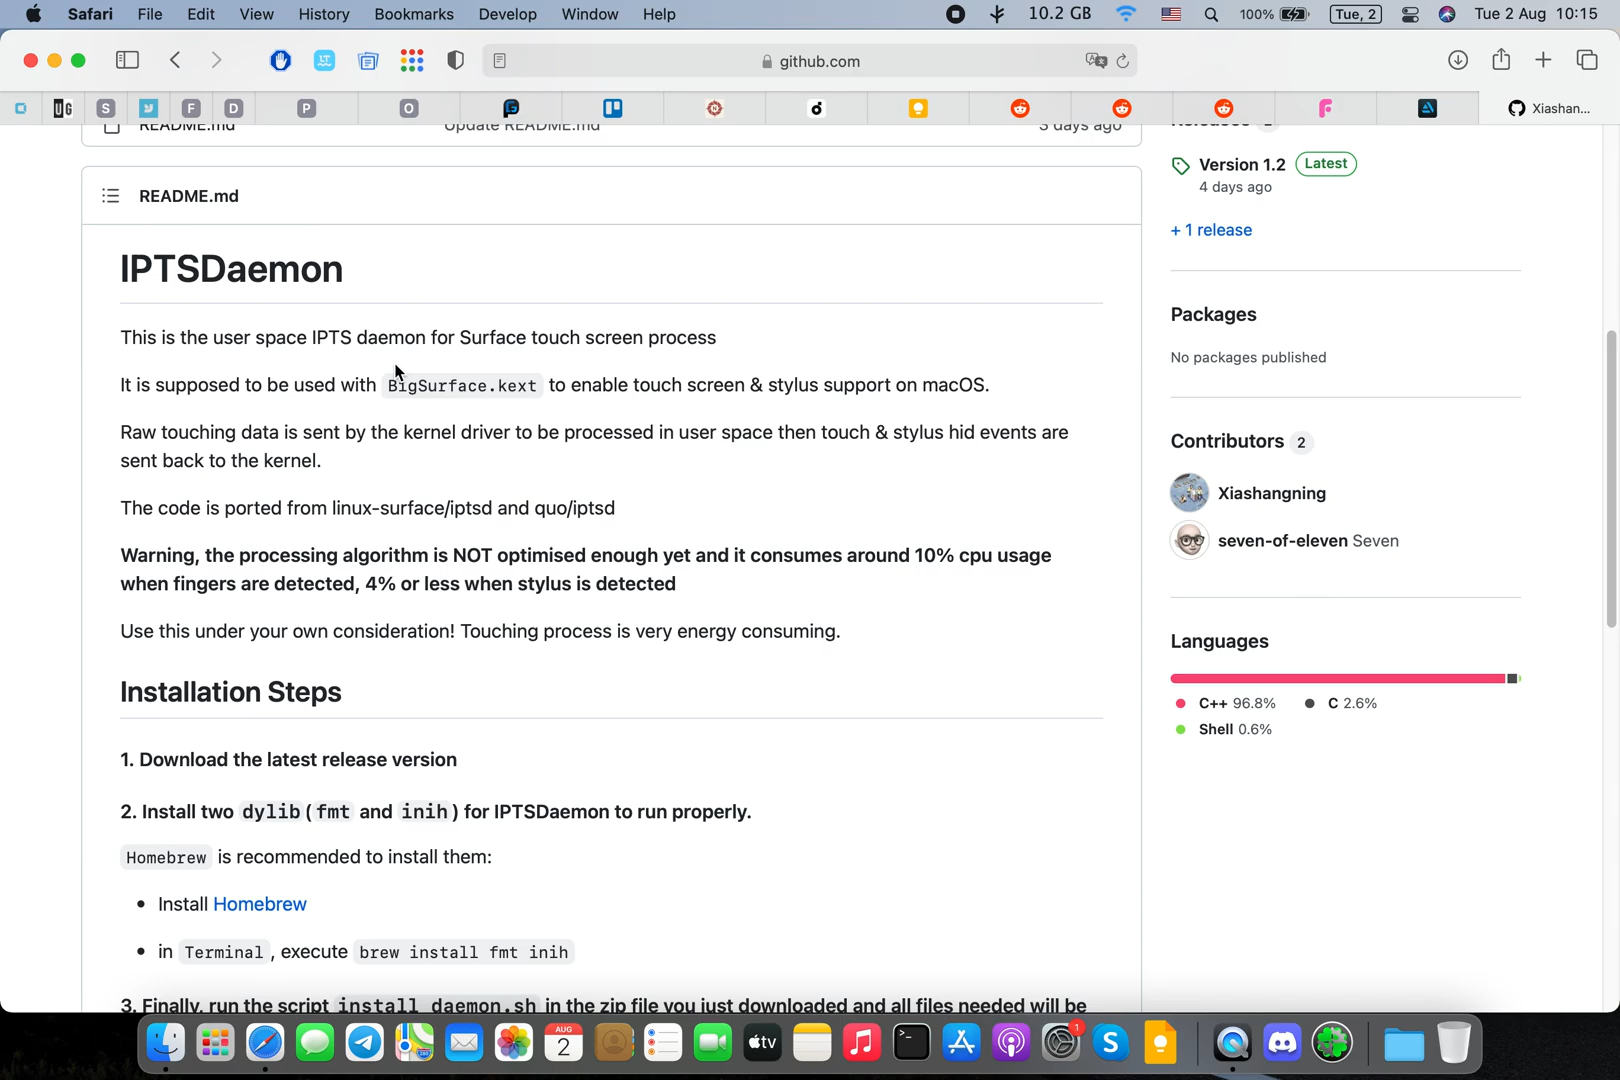 Safari File Edit View History Bookmarks Develop Window Help 10.2 GB 100% Tue, 2 Tue 2 Aug 10:15
github.com
UG S F D P O Xiashan...
README.md Update README.md 3 days ago
README.md
IPTSDaemon
This is the user space IPTS daemon for Surface touch screen process
It is supposed to be used with BigSurface.kext to enable touch screen & stylus support on macOS.
Raw touching data is sent by the kernel driver to be processed in user space then touch & stylus hid events are
sent back to the kernel.
The code is ported from linux-surface/iptsd and quo/iptsd
Warning, the processing algorithm is NOT optimised enough yet and it consumes around 10% cpu usage
when fingers are detected, 4% or less when stylus is detected
Use this under your own consideration! Touching process is very energy consuming.
Installation Steps
1. Download the latest release version
2. Install two dylib(fmt and inih) for IPTSDaemon to run properly.
Homebrew is recommended to install them:
• Install Homebrew
• in Terminal, execute brew install fmt inih
3. Finally, run the script install_daemon.sh in the zip file you just downloaded and all files needed will be
Version 1.2 Latest
4 days ago
+ 1 release
Packages
No packages published
Contributors 2
Xiashangning
seven-of-eleven Seven
Languages
C++ 96.8% C 2.6%
Shell 0.6%
AUG
2
tv
1